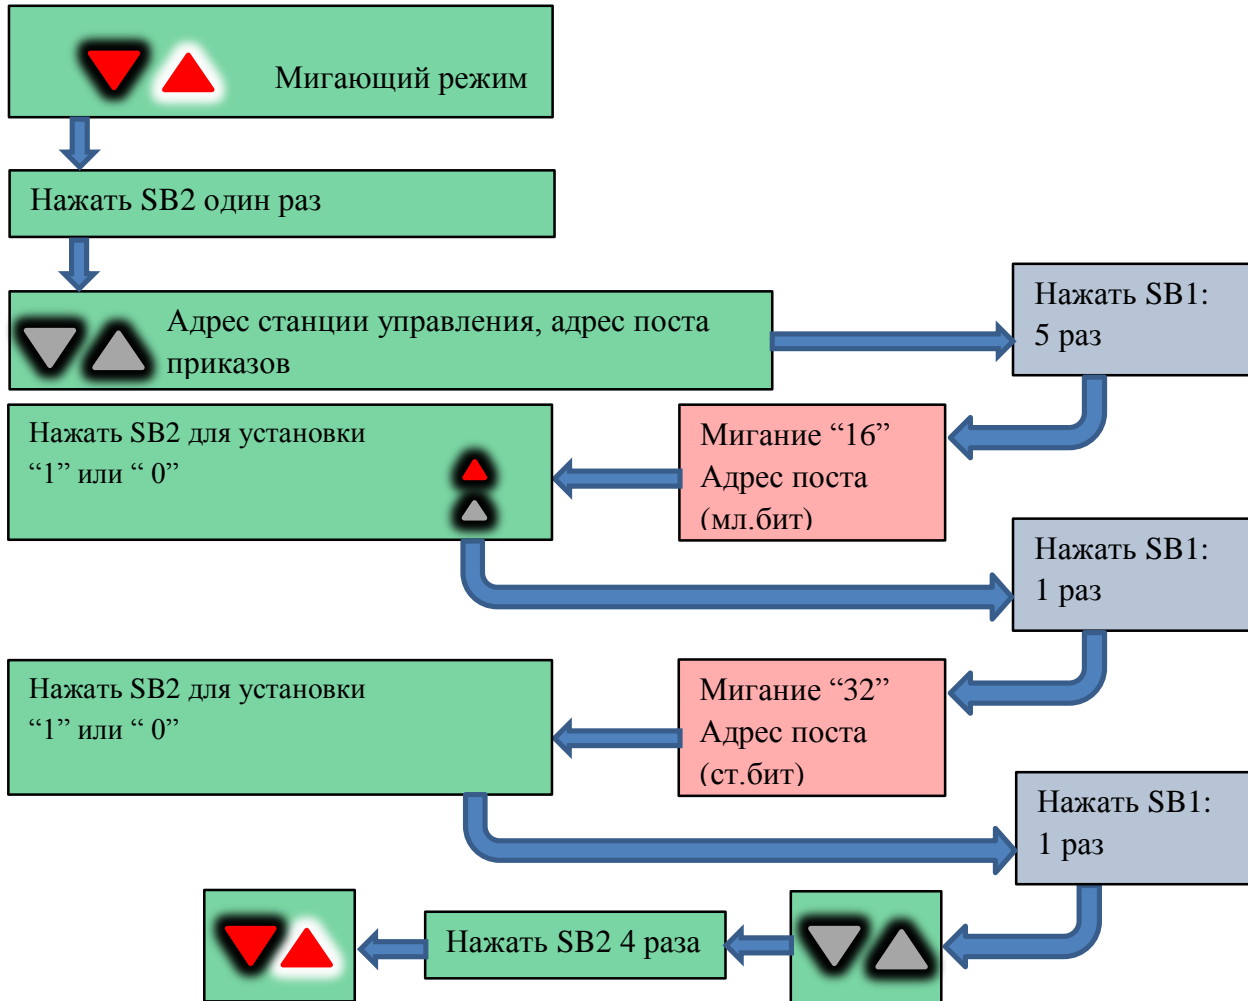 Мигающий режим
Нажать SB2 один раз
Адрес станции управления, адрес поста
приказов
Нажать SB1:
5 раз
Мигание “16”
Адрес поста
(мл.бит)
Нажать SB2 для установки
“1” или “ 0”
Нажать SB1:
1 раз
Мигание “32”
Адрес поста
(ст.бит)
Нажать SB2 для установки
“1” или “ 0”
Нажать SB1:
1 раз
Нажать SB2 4 раза